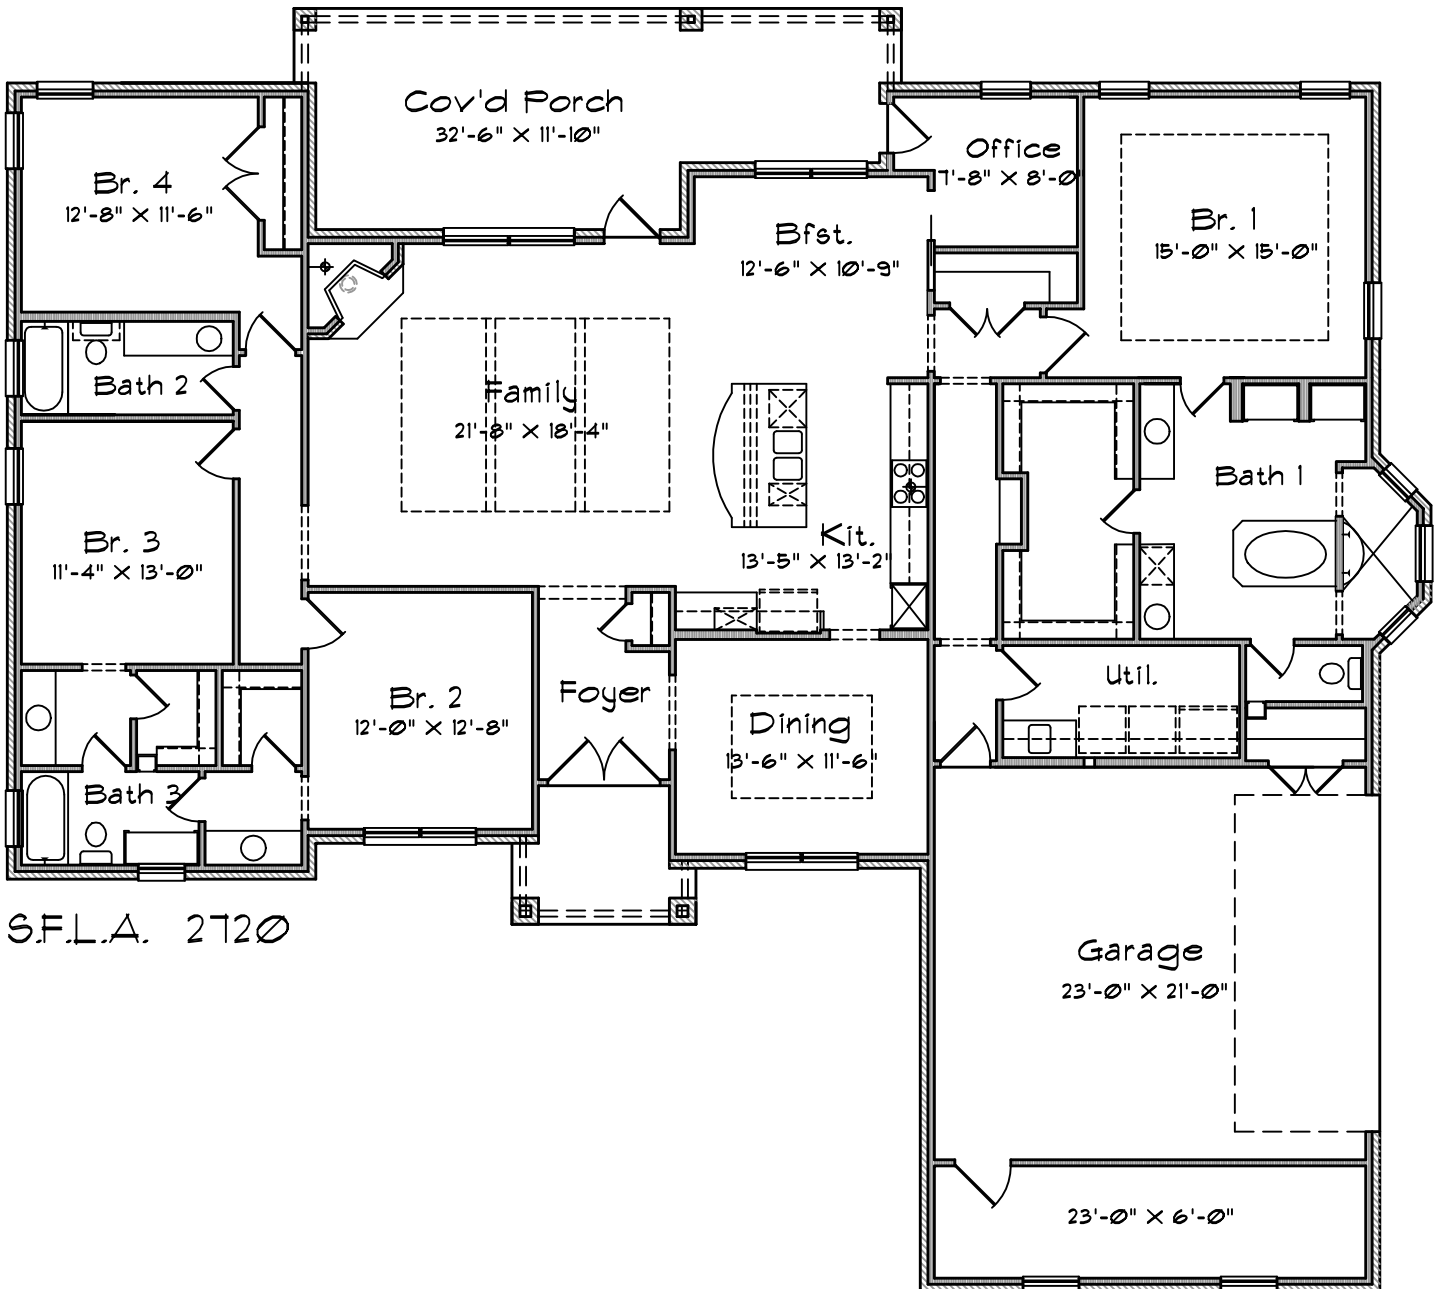 Cov'd Porch
32'-6" X 11'-10"
Office
7'-8" X 8'-0"
Br. 4
12'-8" X 11'-6"
Br. 1
15'-0" X 15'-0"
Bfst.
12'-6" X 10'-9"
Bath 2
Family
21'-8" X 18'-4"
Bath 1
Kit.
13'-5" X 13'-2"
Br. 3
11'-4" X 13'-0"
Util.
Br. 2
12'-0" X 12'-8"
Foyer
Dining
13'-6" X 11'-6"
Bath 3
S.F.L.A. 2720
Garage
23'-0" X 21'-0"
23'-0" X 6'-0"